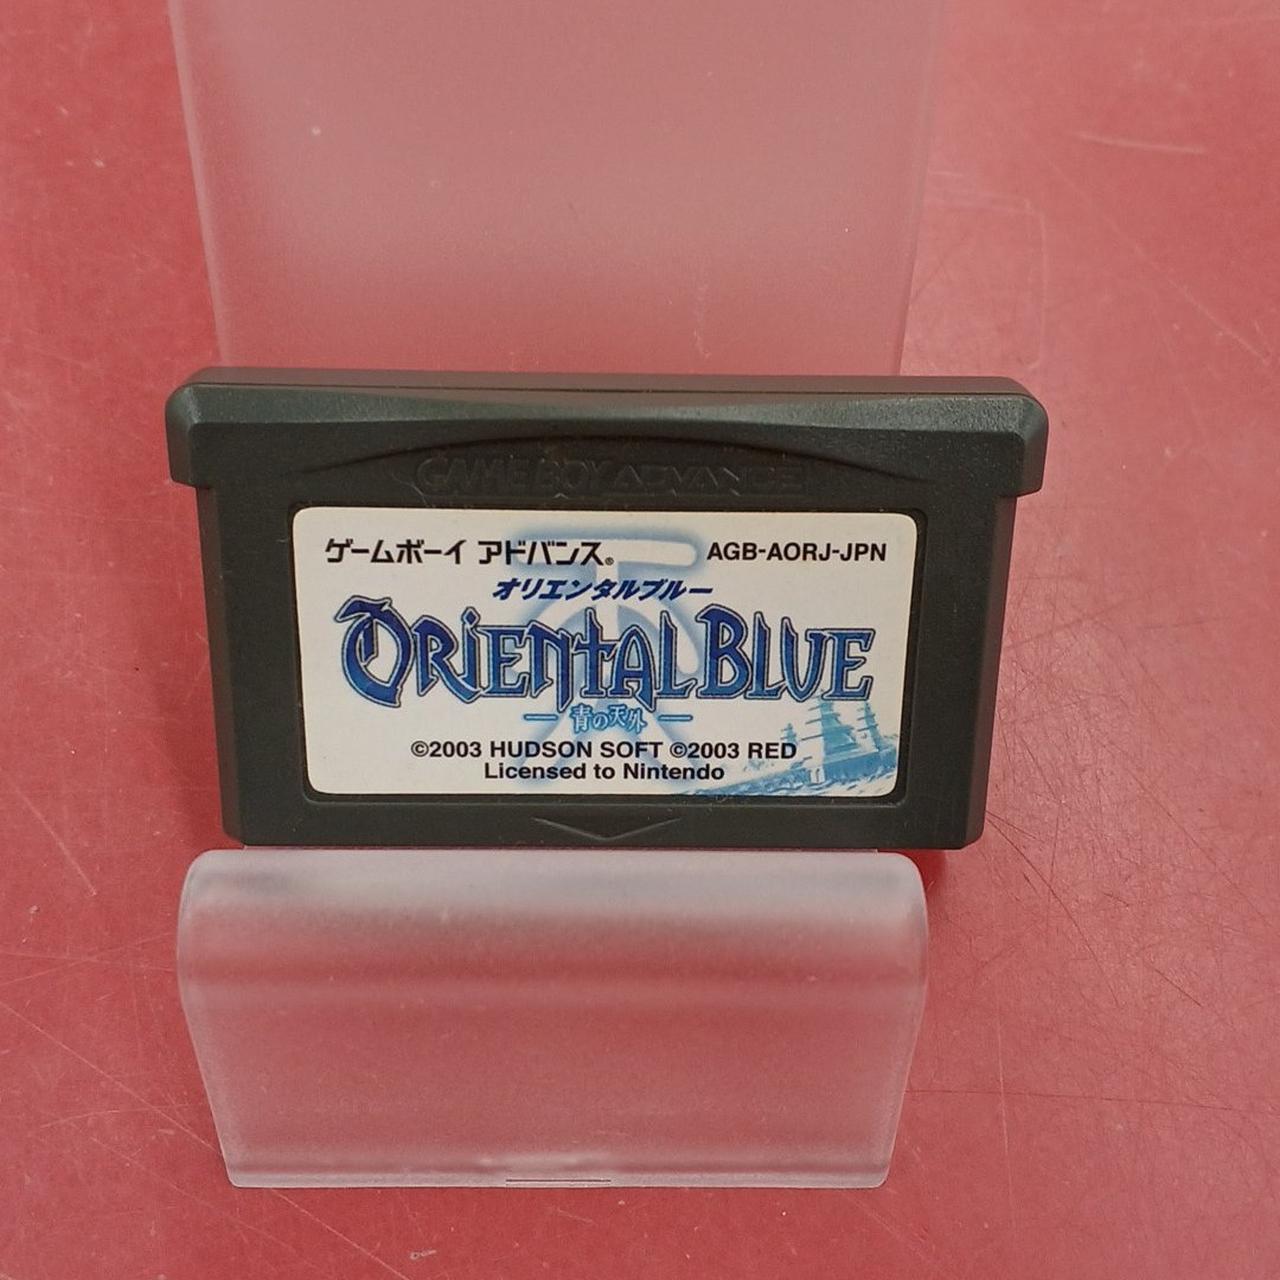 GAME BOY ADVANCE
ゲームボーイ アドバンス® AGB-AORJ-JPN
オリエンタルブルー
ORIENTAL BLUE
— 青の天外 —
©2003 HUDSON SOFT ©2003 RED
Licensed to Nintendo